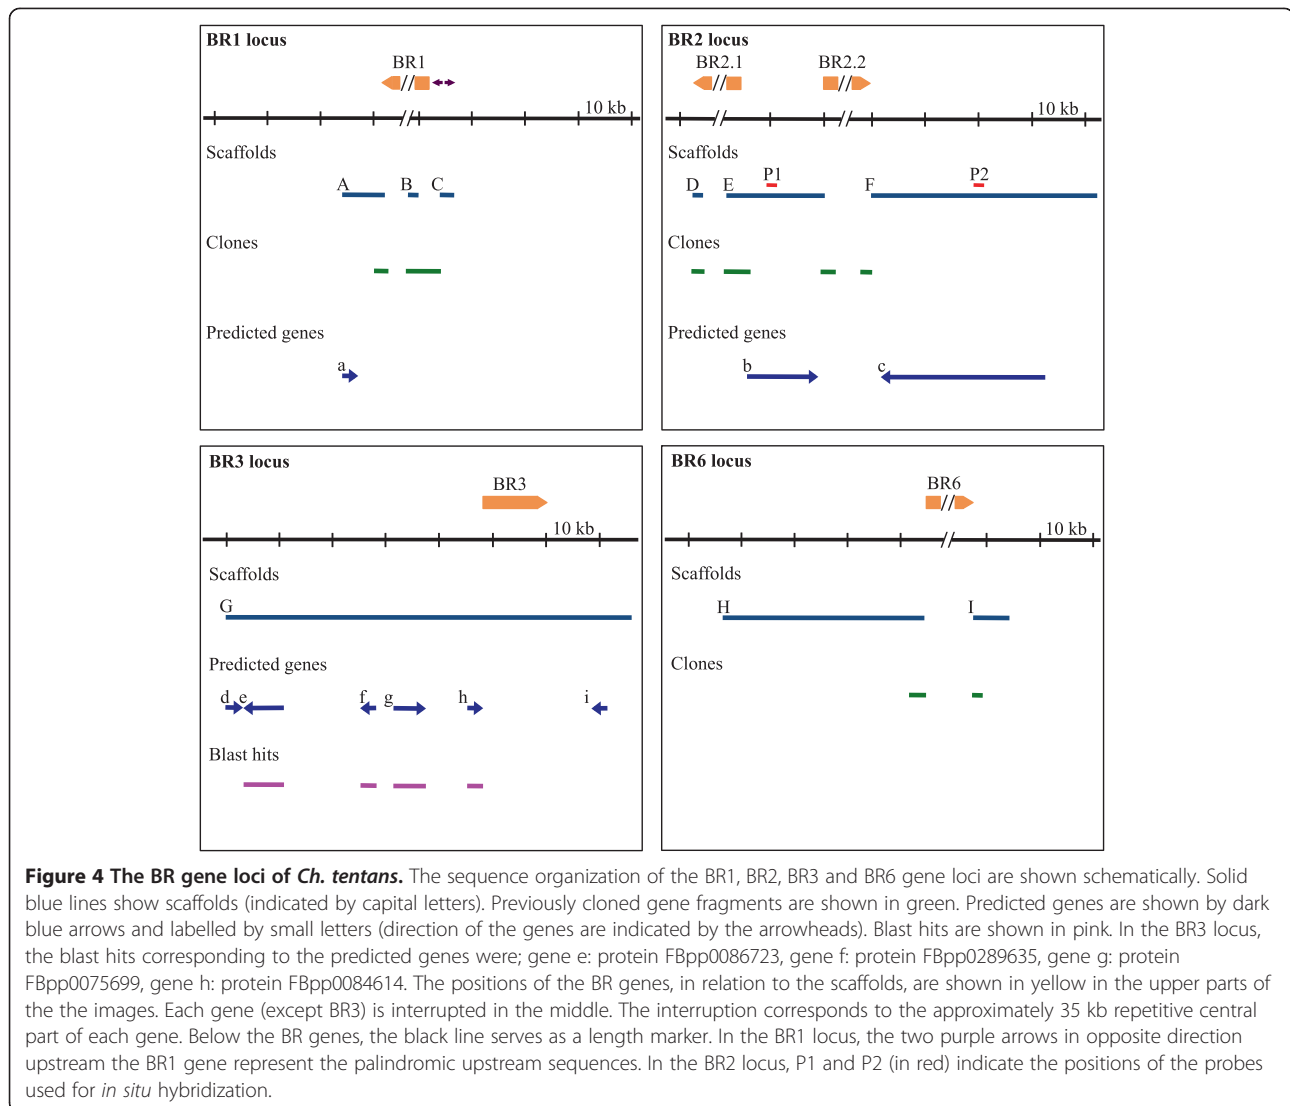 BR1 locus
BR1
10 kb
Scaffolds
A B C
Clones
Predicted genes
a
BR2 locus
BR2.1 BR2.2
10 kb
Scaffolds
D E P1 F P2
Clones
Predicted genes
b c
BR3 locus
BR3
10 kb
Scaffolds
G
Predicted genes
d e f g h i
Blast hits
BR6 locus
BR6
10 kb
Scaffolds
H I
Clones
Figure 4 The BR gene loci of Ch. tentans. The sequence organization of the BR1, BR2, BR3 and BR6 gene loci are shown schematically. Solid
blue lines show scaffolds (indicated by capital letters). Previously cloned gene fragments are shown in green. Predicted genes are shown by dark
blue arrows and labelled by small letters (direction of the genes are indicated by the arrowheads). Blast hits are shown in pink. In the BR3 locus,
the blast hits corresponding to the predicted genes were; gene e: protein FBpp0086723, gene f: protein FBpp0289635, gene g: protein
FBpp0075699, gene h: protein FBpp0084614. The positions of the BR genes, in relation to the scaffolds, are shown in yellow in the upper parts of
the the images. Each gene (except BR3) is interrupted in the middle. The interruption corresponds to the approximately 35 kb repetitive central
part of each gene. Below the BR genes, the black line serves as a length marker. In the BR1 locus, the two purple arrows in opposite direction
upstream the BR1 gene represent the palindromic upstream sequences. In the BR2 locus, P1 and P2 (in red) indicate the positions of the probes
used for in situ hybridization.